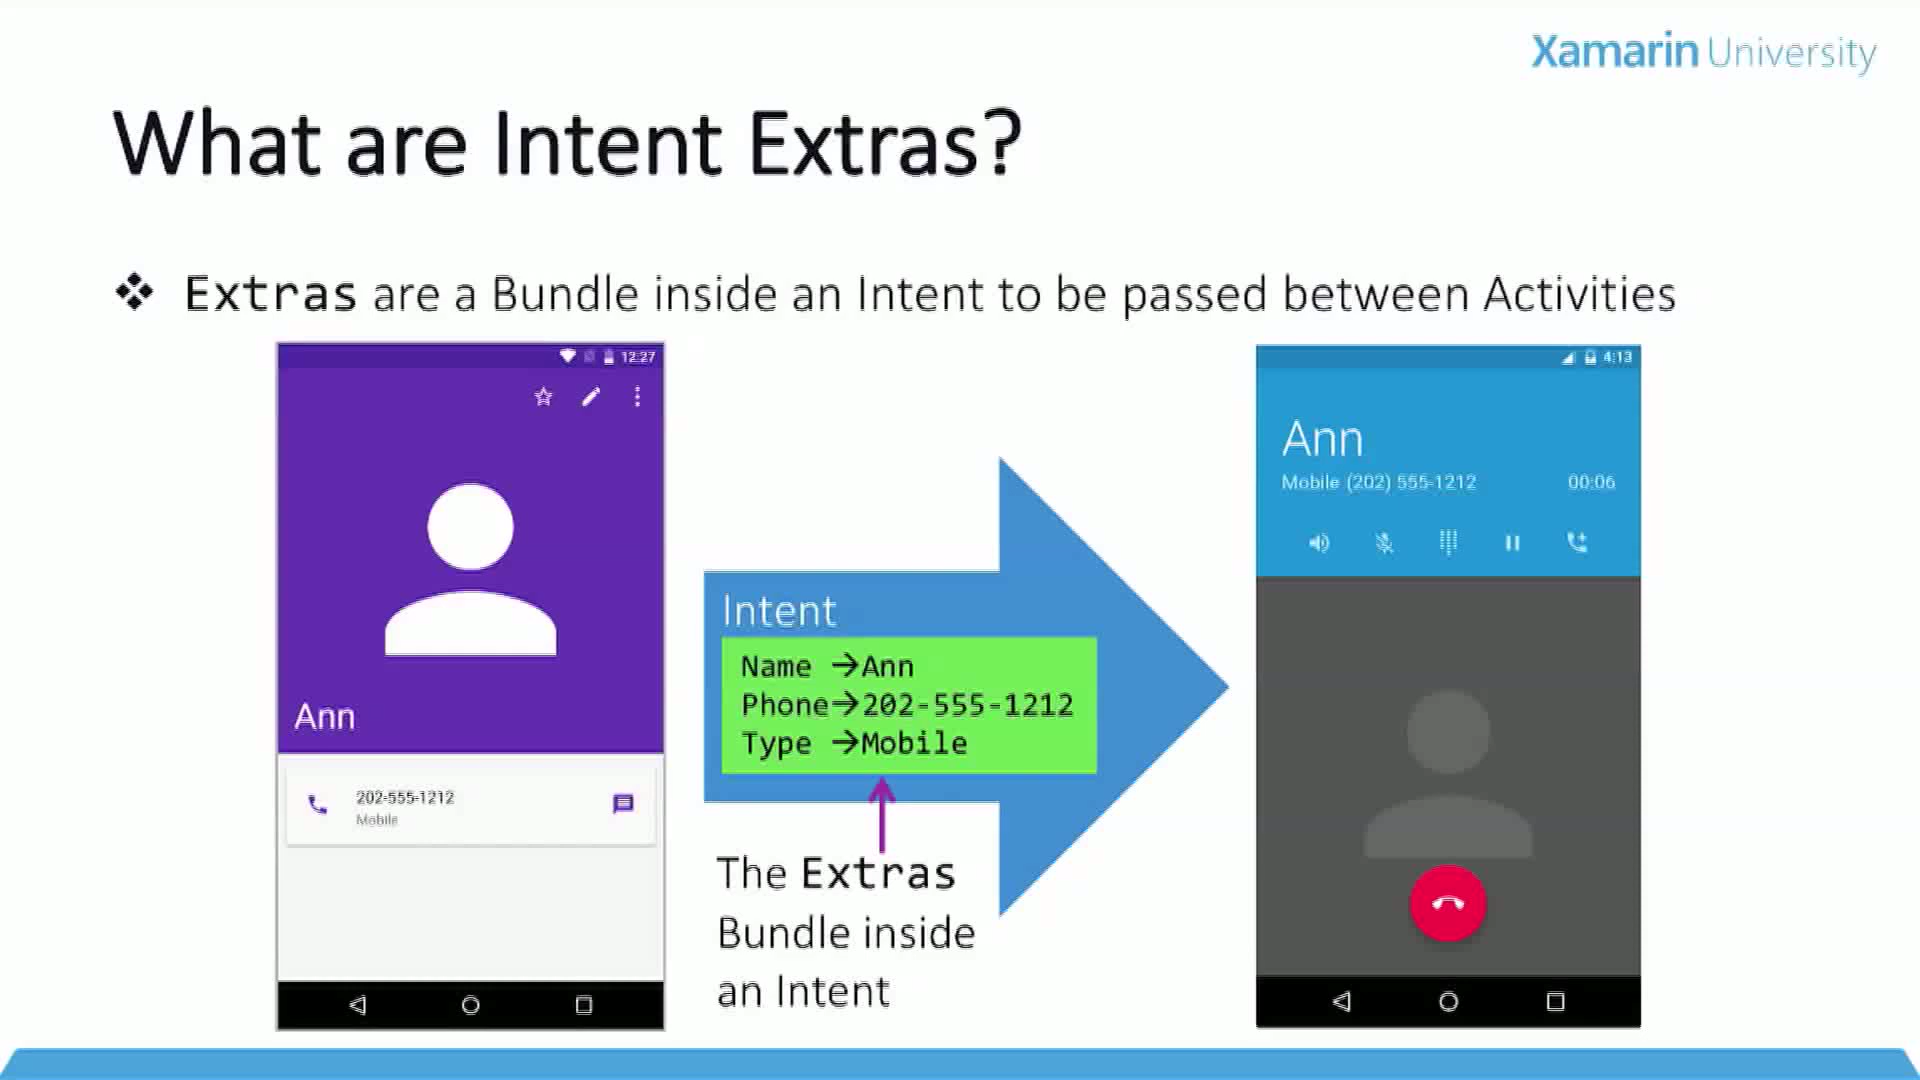 Xamarin University
What are Intent Extras?
❖ Extras are a Bundle inside an Intent to be passed between Activities
12:27
Ann
202-555-1212
Mobile
Intent
Name →Ann
Phone→202-555-1212
Type →Mobile
The Extras
Bundle inside
an Intent
4:13
Ann
Mobile (202) 555-1212 00:06